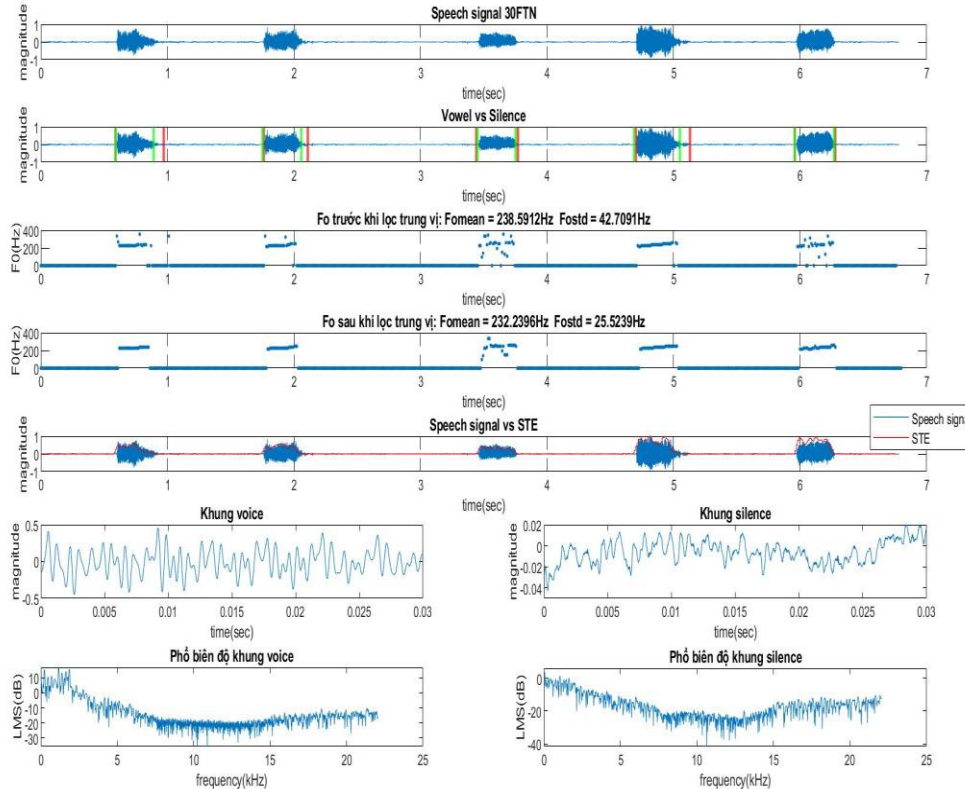 Speech signal 30FTN
magnitude
1
0
-1
0 1 2 3 4 5 6 7
time(sec)
Vowel vs Silence
magnitude
1
0
-1
0 1 2 3 4 5 6 7
time(sec)
Fo trước khi lọc trung vị: Fomean = 238.5912Hz Fostd = 42.7091Hz
F0(Hz)
400
200
0
0 1 2 3 4 5 6 7
time(sec)
Fo sau khi lọc trung vị: Fomean = 232.2396Hz Fostd = 25.5239Hz
F0(Hz)
400
200
0
0 1 2 3 4 5 6 7
time(sec)
Speech signal vs STE
magnitude
1
0
-1
0 1 2 3 4 5 6 7
time(sec)
Speech signa
STE
Khung voice
magnitude
0.5
0
-0.5
0 0.005 0.01 0.015 0.02 0.025 0.03
time(sec)
Khung silence
magnitude
0.02
0
-0.02
-0.04
0 0.005 0.01 0.015 0.02 0.025 0.03
time(sec)
Phổ biên độ khung voice
LMS(dB)
10
0
-10
-20
-30
0 5 10 15 20 25
frequency(kHz)
Phổ biên độ khung silence
LMS(dB)
0
-20
-40
0 5 10 15 20 25
frequency(kHz)